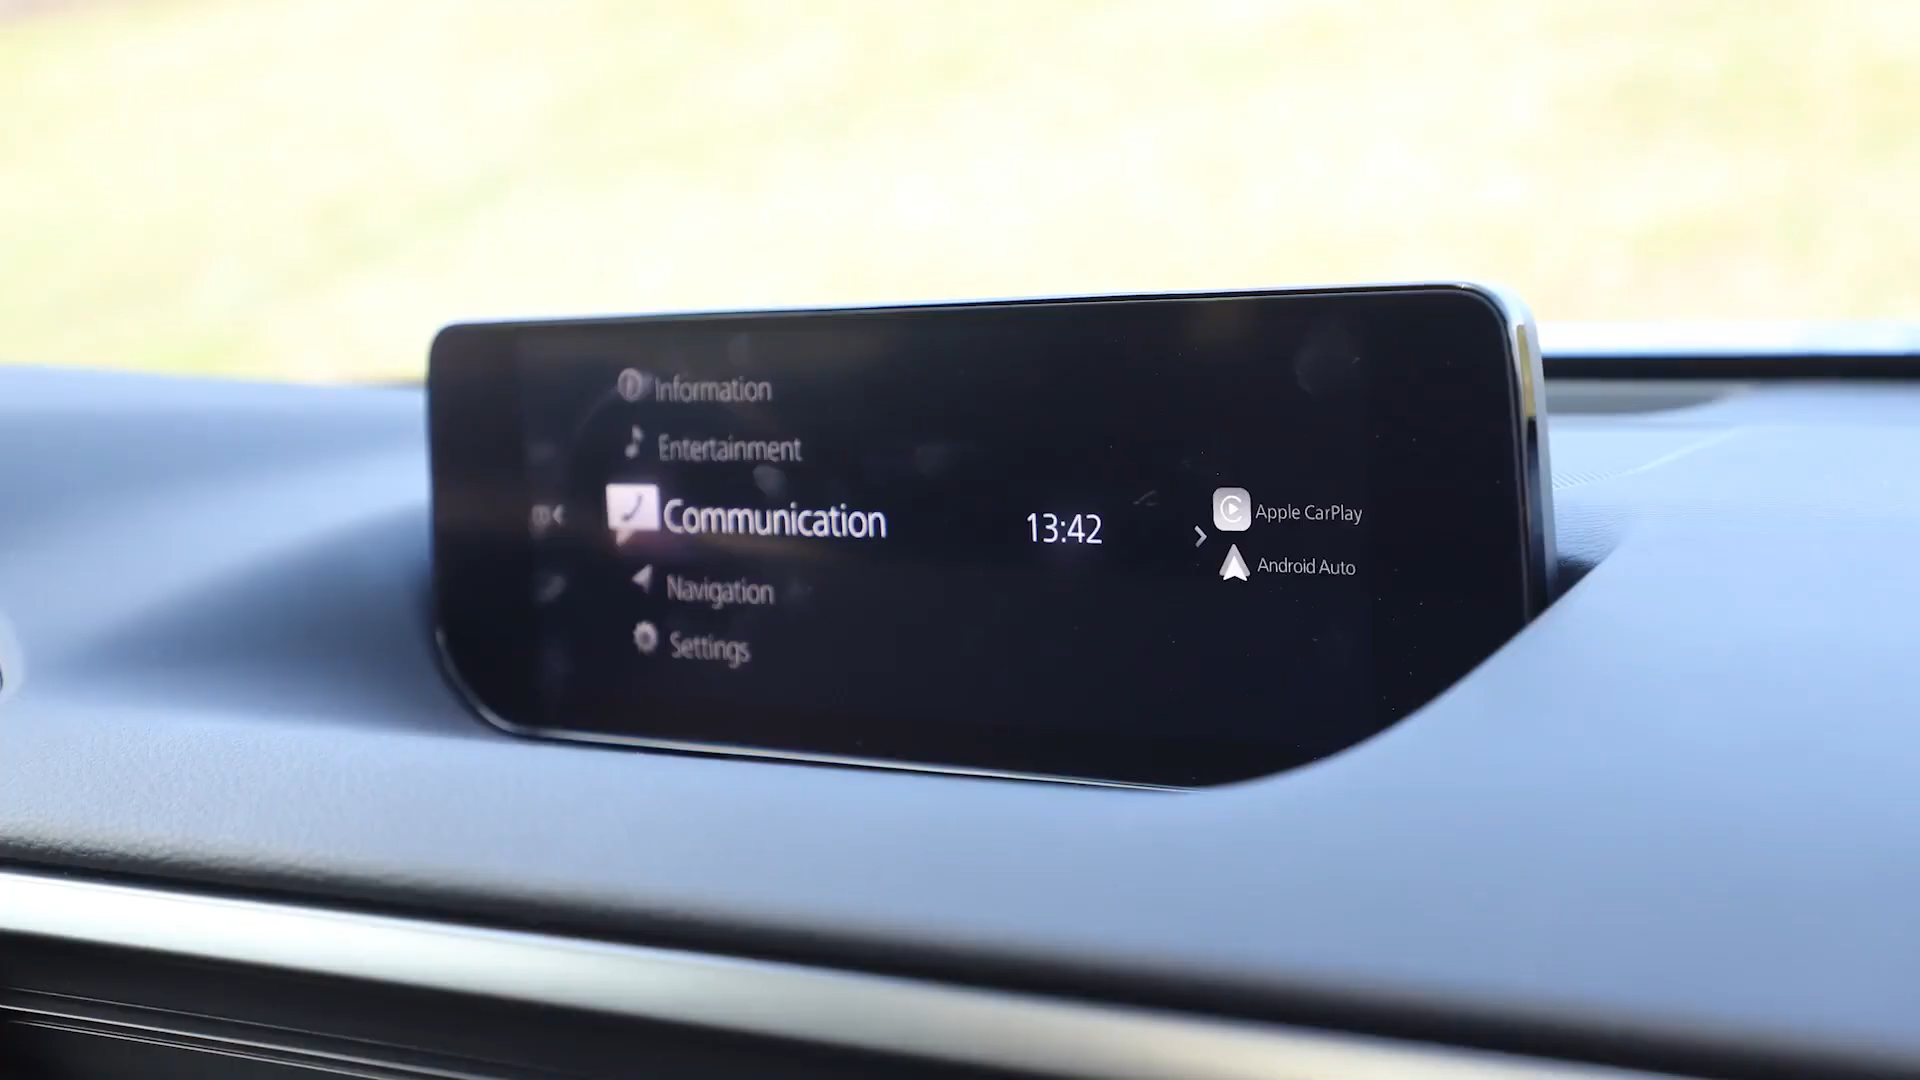 Information
Entertainment
Communication
13:42
Apple CarPlay
Android Auto
Navigation
Settings